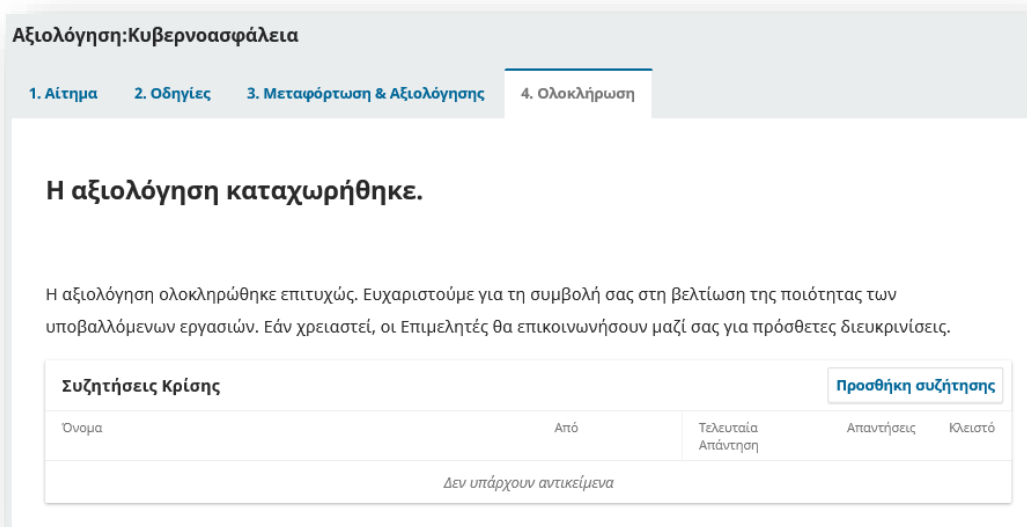 Αξιολόγηση:Κυβερνοασφάλεια
1. Αίτημα 2. Οδηγίες 3. Μεταφόρτωση & Αξιολόγησης 4. Ολοκλήρωση
Η αξιολόγηση καταχωρήθηκε.
Η αξιολόγηση ολοκληρώθηκε επιτυχώς. Ευχαριστούμε για τη συμβολή σας στη βελτίωση της ποιότητας των
υποβαλλόμενων εργασιών. Εάν χρειαστεί, οι Επιμελητές θα επικοινωνήσουν μαζί σας για πρόσθετες διευκρινίσεις.
Συζητήσεις Κρίσης Προσθήκη συζήτησης
Όνομα Από Τελευταία Απαντήσεις Κλειστό
Απάντηση
Δεν υπάρχουν αντικείμενα